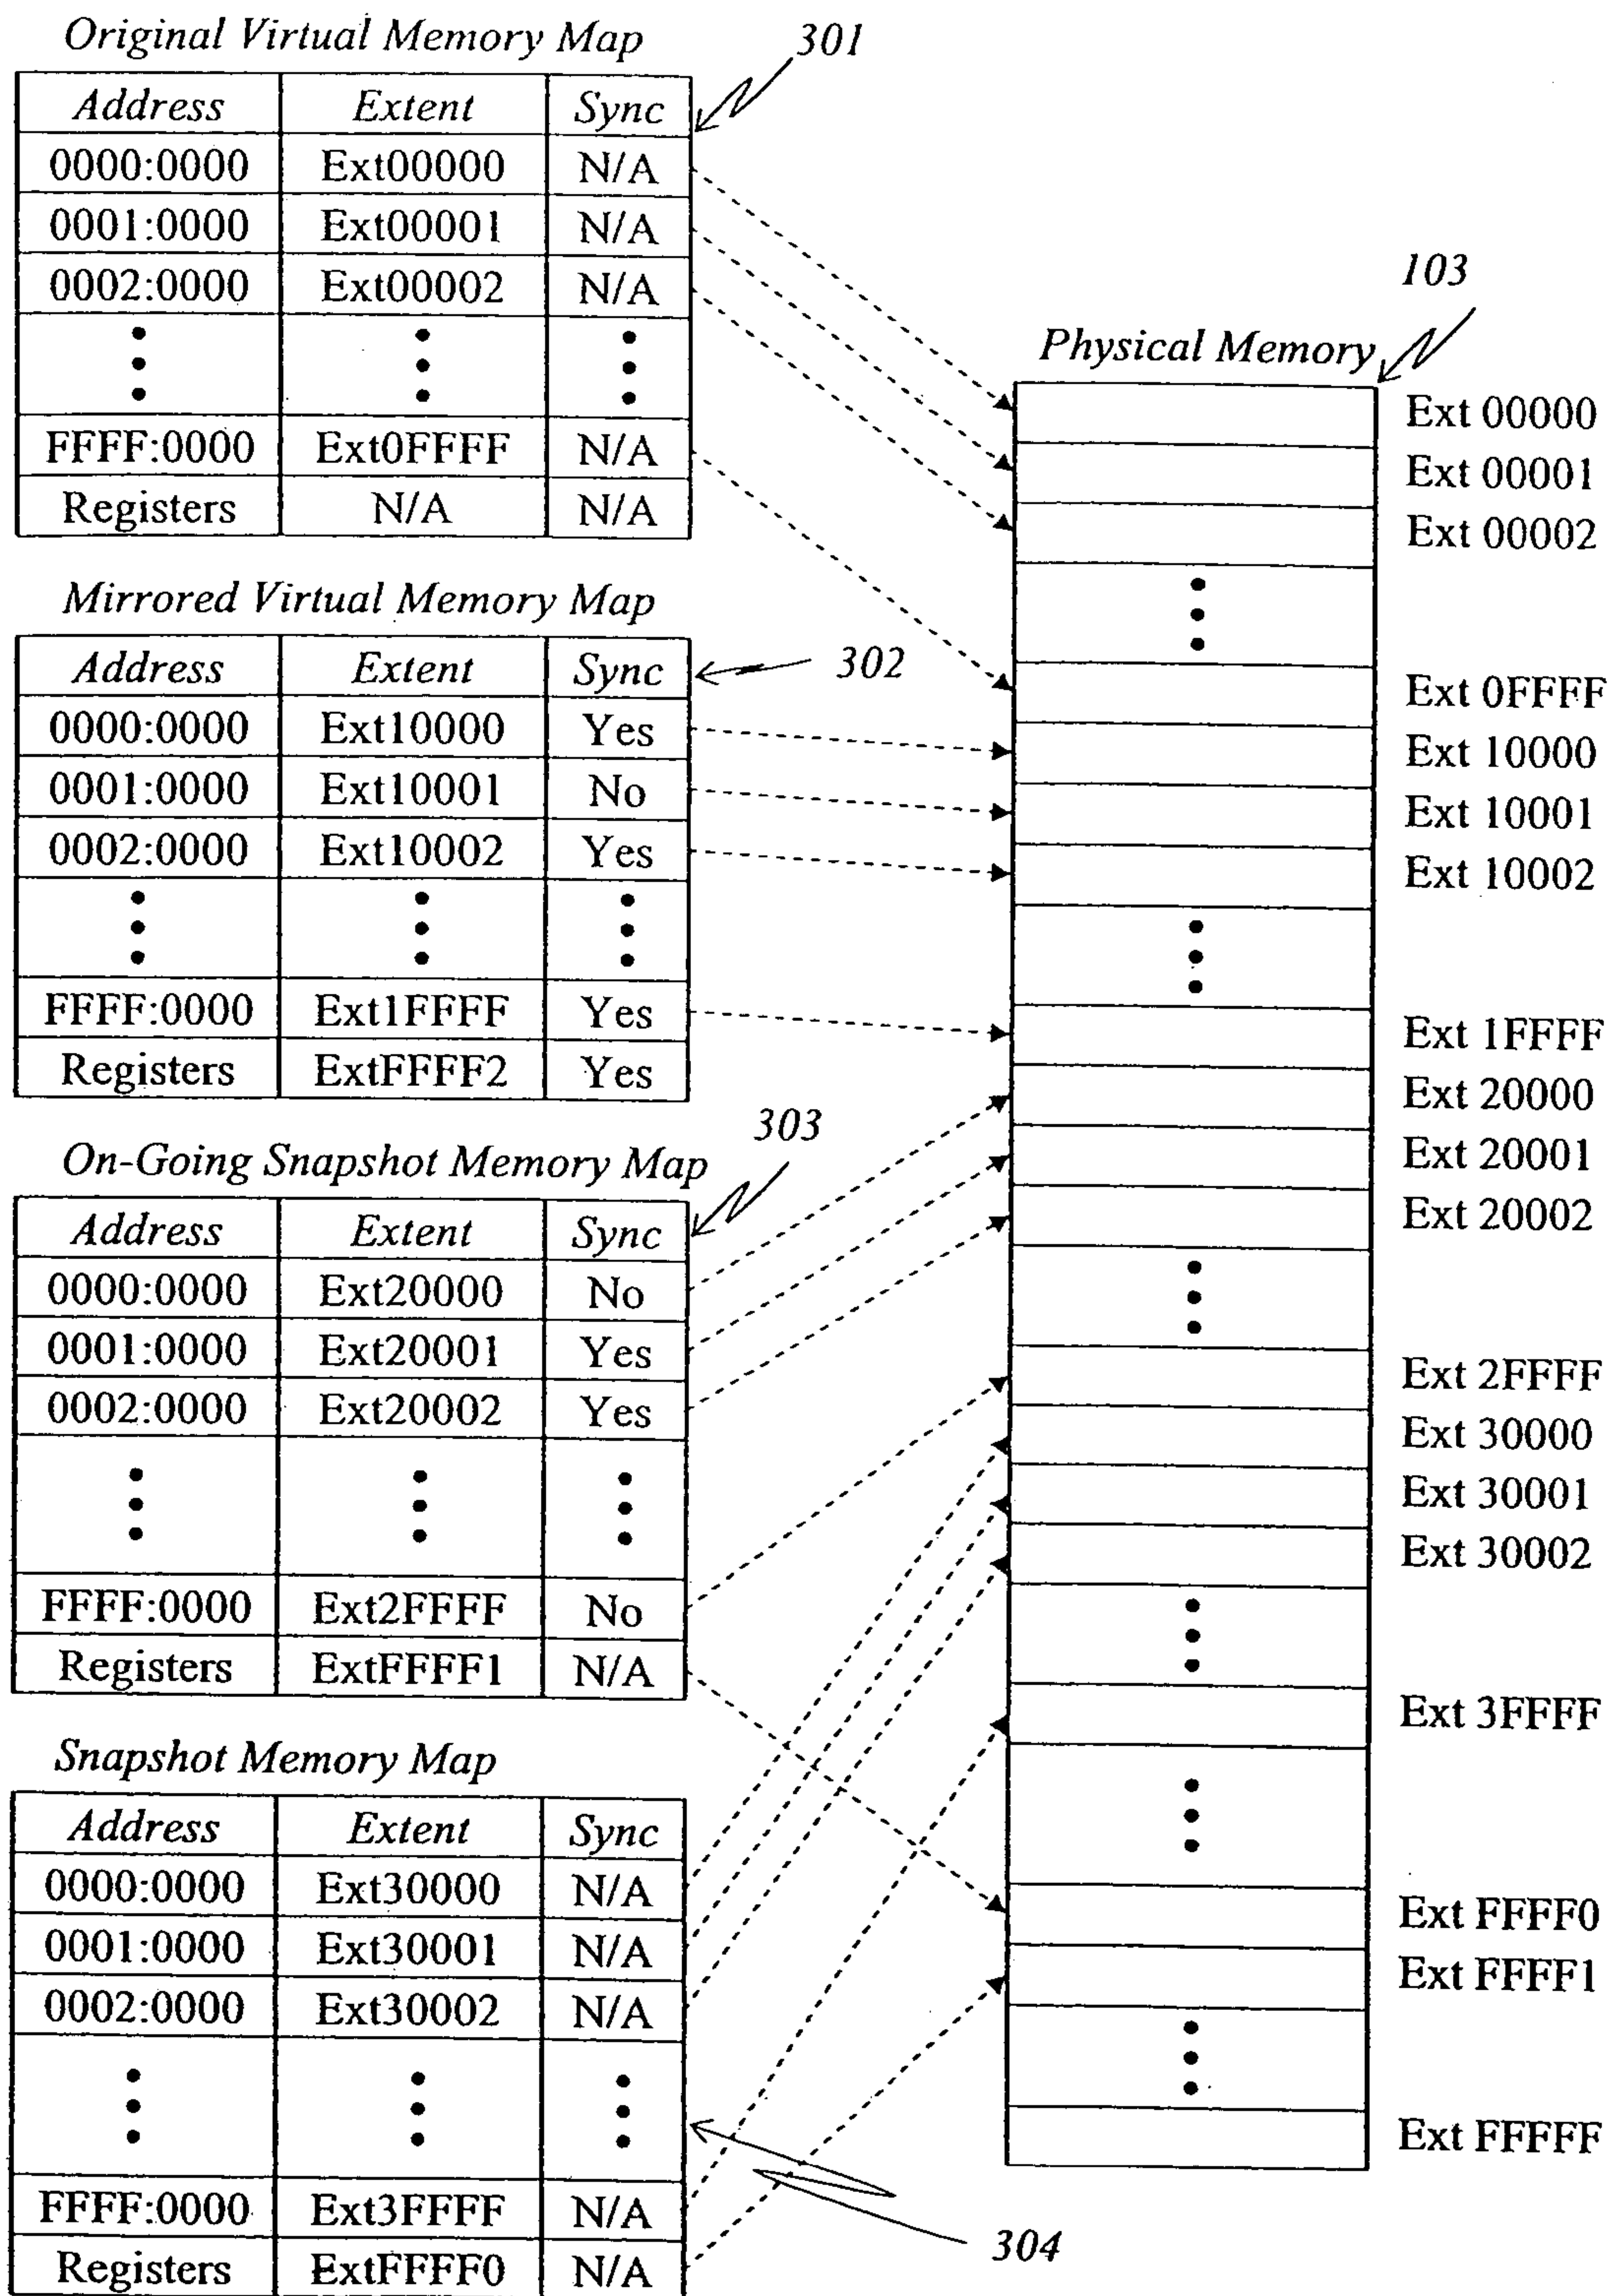 Original Virtual Memory Map
301
Address Extent Sync
0000:0000 Ext00000 N/A
0001:0000 Ext00001 N/A
0002:0000 Ext00002 N/A
FFFF:0000 Ext0FFFF N/A
Registers N/A N/A
Mirrored Virtual Memory Map
302
Address Extent Sync
0000:0000 Ext10000 Yes
0001:0000 Ext10001 No
0002:0000 Ext10002 Yes
FFFF:0000 Ext1FFFF Yes
Registers ExtFFFF2 Yes
On-Going Snapshot Memory Map
303
Address Extent Sync
0000:0000 Ext20000 No
0001:0000 Ext20001 Yes
0002:0000 Ext20002 Yes
FFFF:0000 Ext2FFFF No
Registers ExtFFFF1 N/A
Snapshot Memory Map
Address Extent Sync
0000:0000 Ext30000 N/A
0001:0000 Ext30001 N/A
0002:0000 Ext30002 N/A
FFFF:0000 Ext3FFFF N/A
Registers ExtFFFF0 N/A
304
103
Physical Memory
Ext 00000
Ext 00001
Ext 00002
Ext 0FFFF
Ext 10000
Ext 10001
Ext 10002
Ext 1FFFF
Ext 20000
Ext 20001
Ext 20002
Ext 2FFFF
Ext 30000
Ext 30001
Ext 30002
Ext 3FFFF
Ext FFFF0
Ext FFFF1
Ext FFFFF